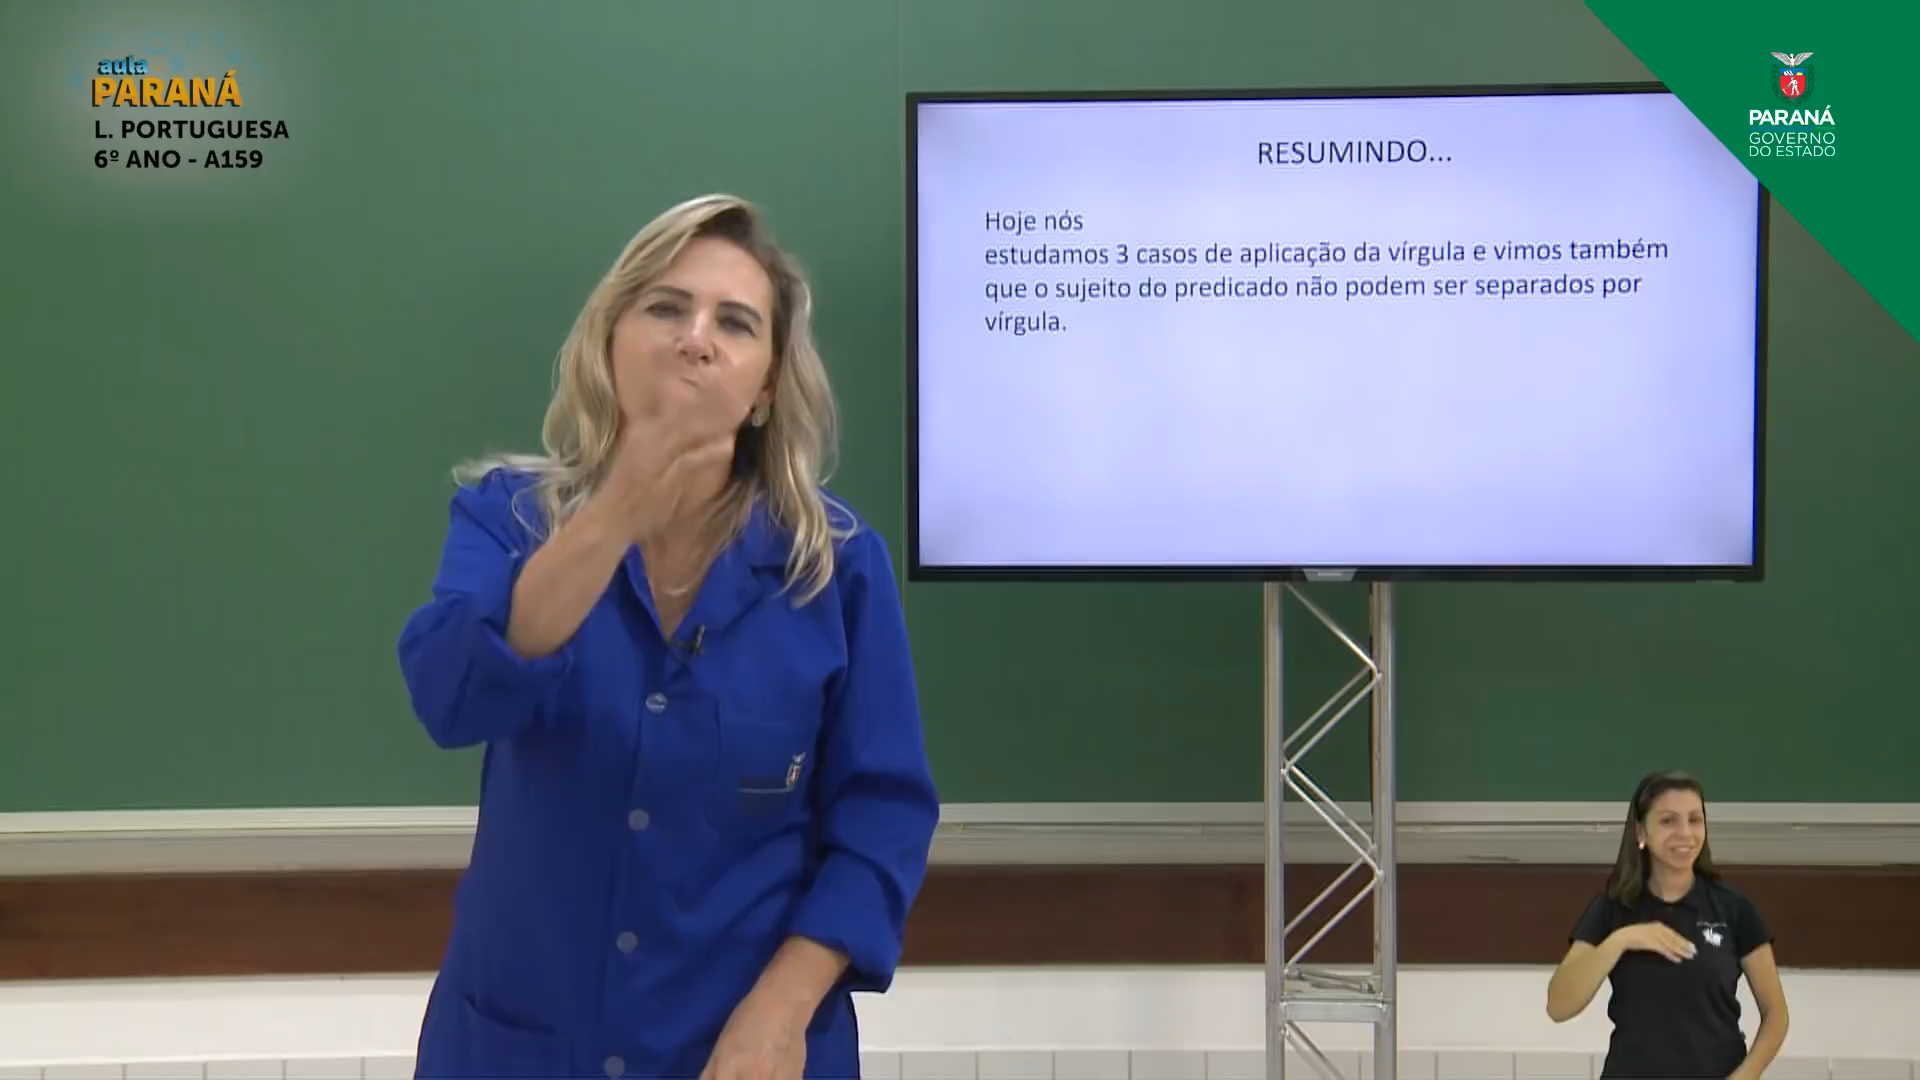 aula
PARANÁ
L. PORTUGUESA
6º ANO - A159
PARANÁ
GOVERNO
DO ESTADO
RESUMINDO...
Hoje nós
estudamos 3 casos de aplicação da vírgula e vimos também
que o sujeito do predicado não podem ser separados por
vírgula.